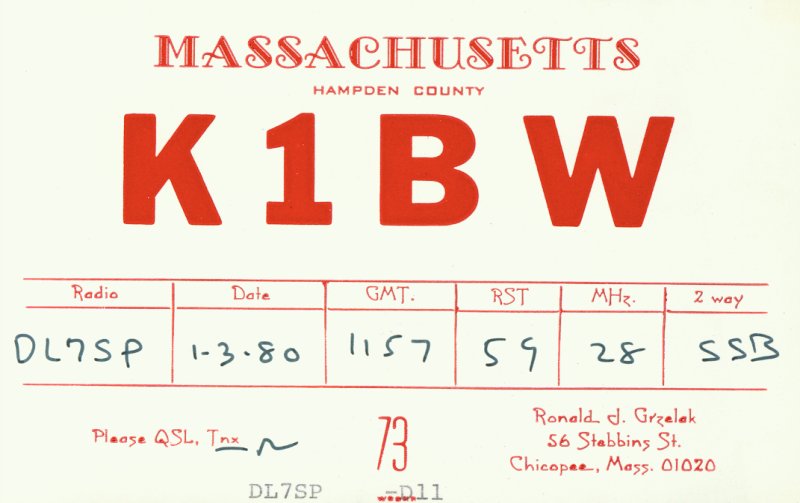 MASSACHUSETTS
HAMPDEN COUNTY
K1BW
Radio Date GMT. RST MHz. 2 way
DL7SP 1-3-80 1157 59 28 SSB
Please QSL, Tnx
73
Ronald J. Grzelak
56 Stebbins St.
Chicopee, Mass. 01020
DL7SP -D11